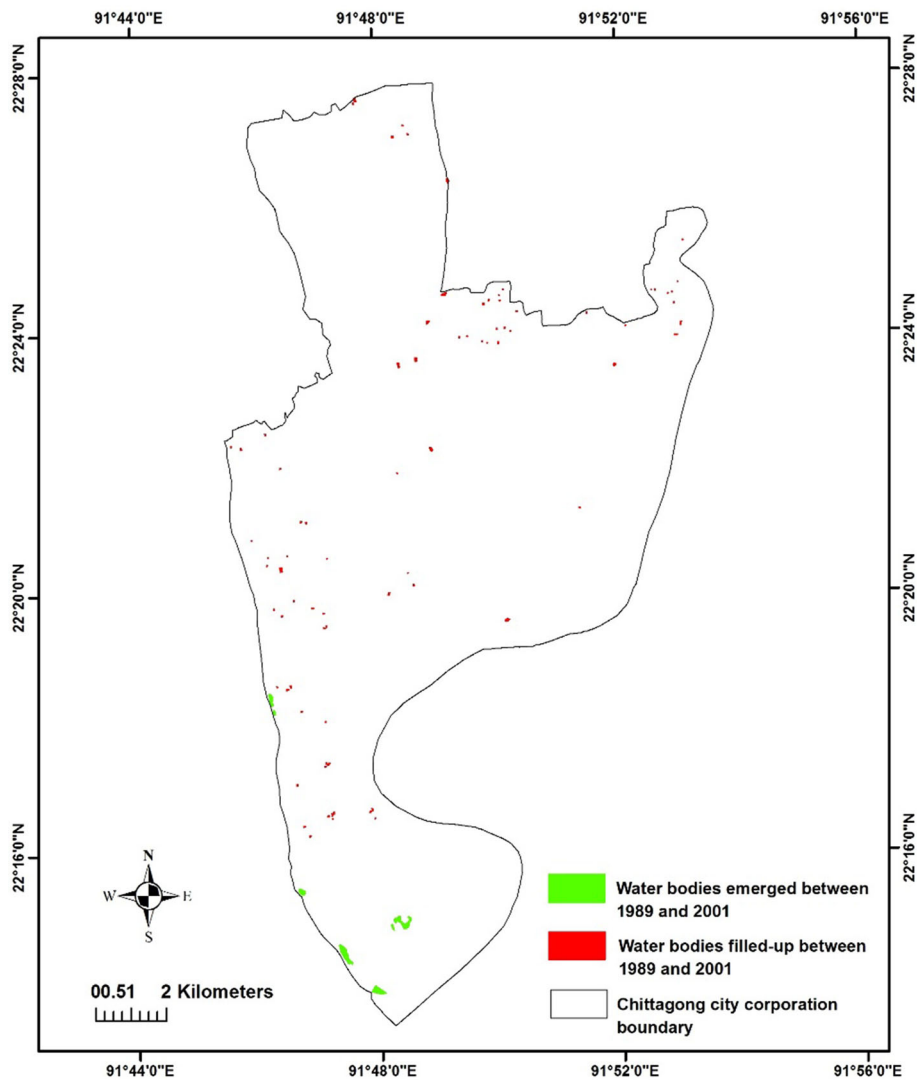 91°44'0"E 91°48'0"E 91°52'0"E 91°56'0"E
22°28'0"N 22°28'0"N
22°24'0"N 22°24'0"N
22°20'0"N 22°20'0"N
22°16'0"N 22°16'0"N
N
W E
S
00.51 2 Kilometers
Water bodies emerged between
1989 and 2001
Water bodies filled-up between
1989 and 2001
Chittagong city corporation
boundary
91°44'0"E 91°48'0"E 91°52'0"E 91°56'0"E